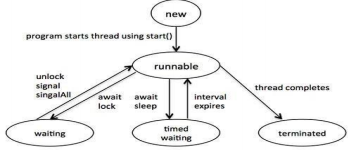 new
program starts thread using start()
runnable
unlock
signal
singalAll
await
lock
await
sleep
interval
expires
thread completes
waiting
timed
waiting
terminated